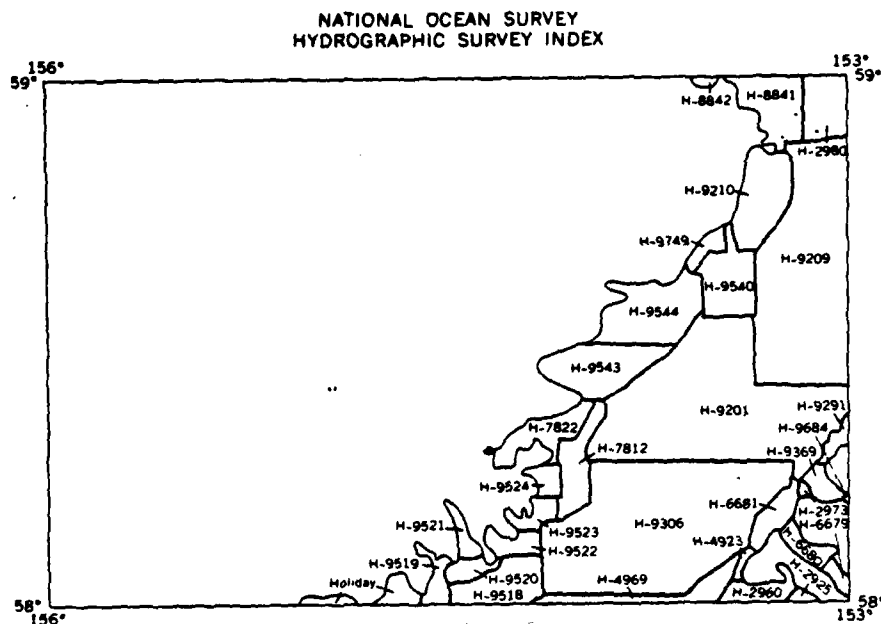 NATIONAL OCEAN SURVEY
HYDROGRAPHIC SURVEY INDEX
156° 153°
59° 59°
H-8842 H-8841
H-2980
H-9210
H-9749
H-9209
H-9540
H-9544
H-9543
H-9201 H-9291
H-9684
H-7822
H-7812 H-9369
H-9524
H-6681 H-2973
H-9521 H-9523 H-9306 H-6679
H-4923
H-9522 H-6680
H-9519
Holiday H-9520 H-4969 H-2925
H-9518 H-2960
58° 58°
156° 153°